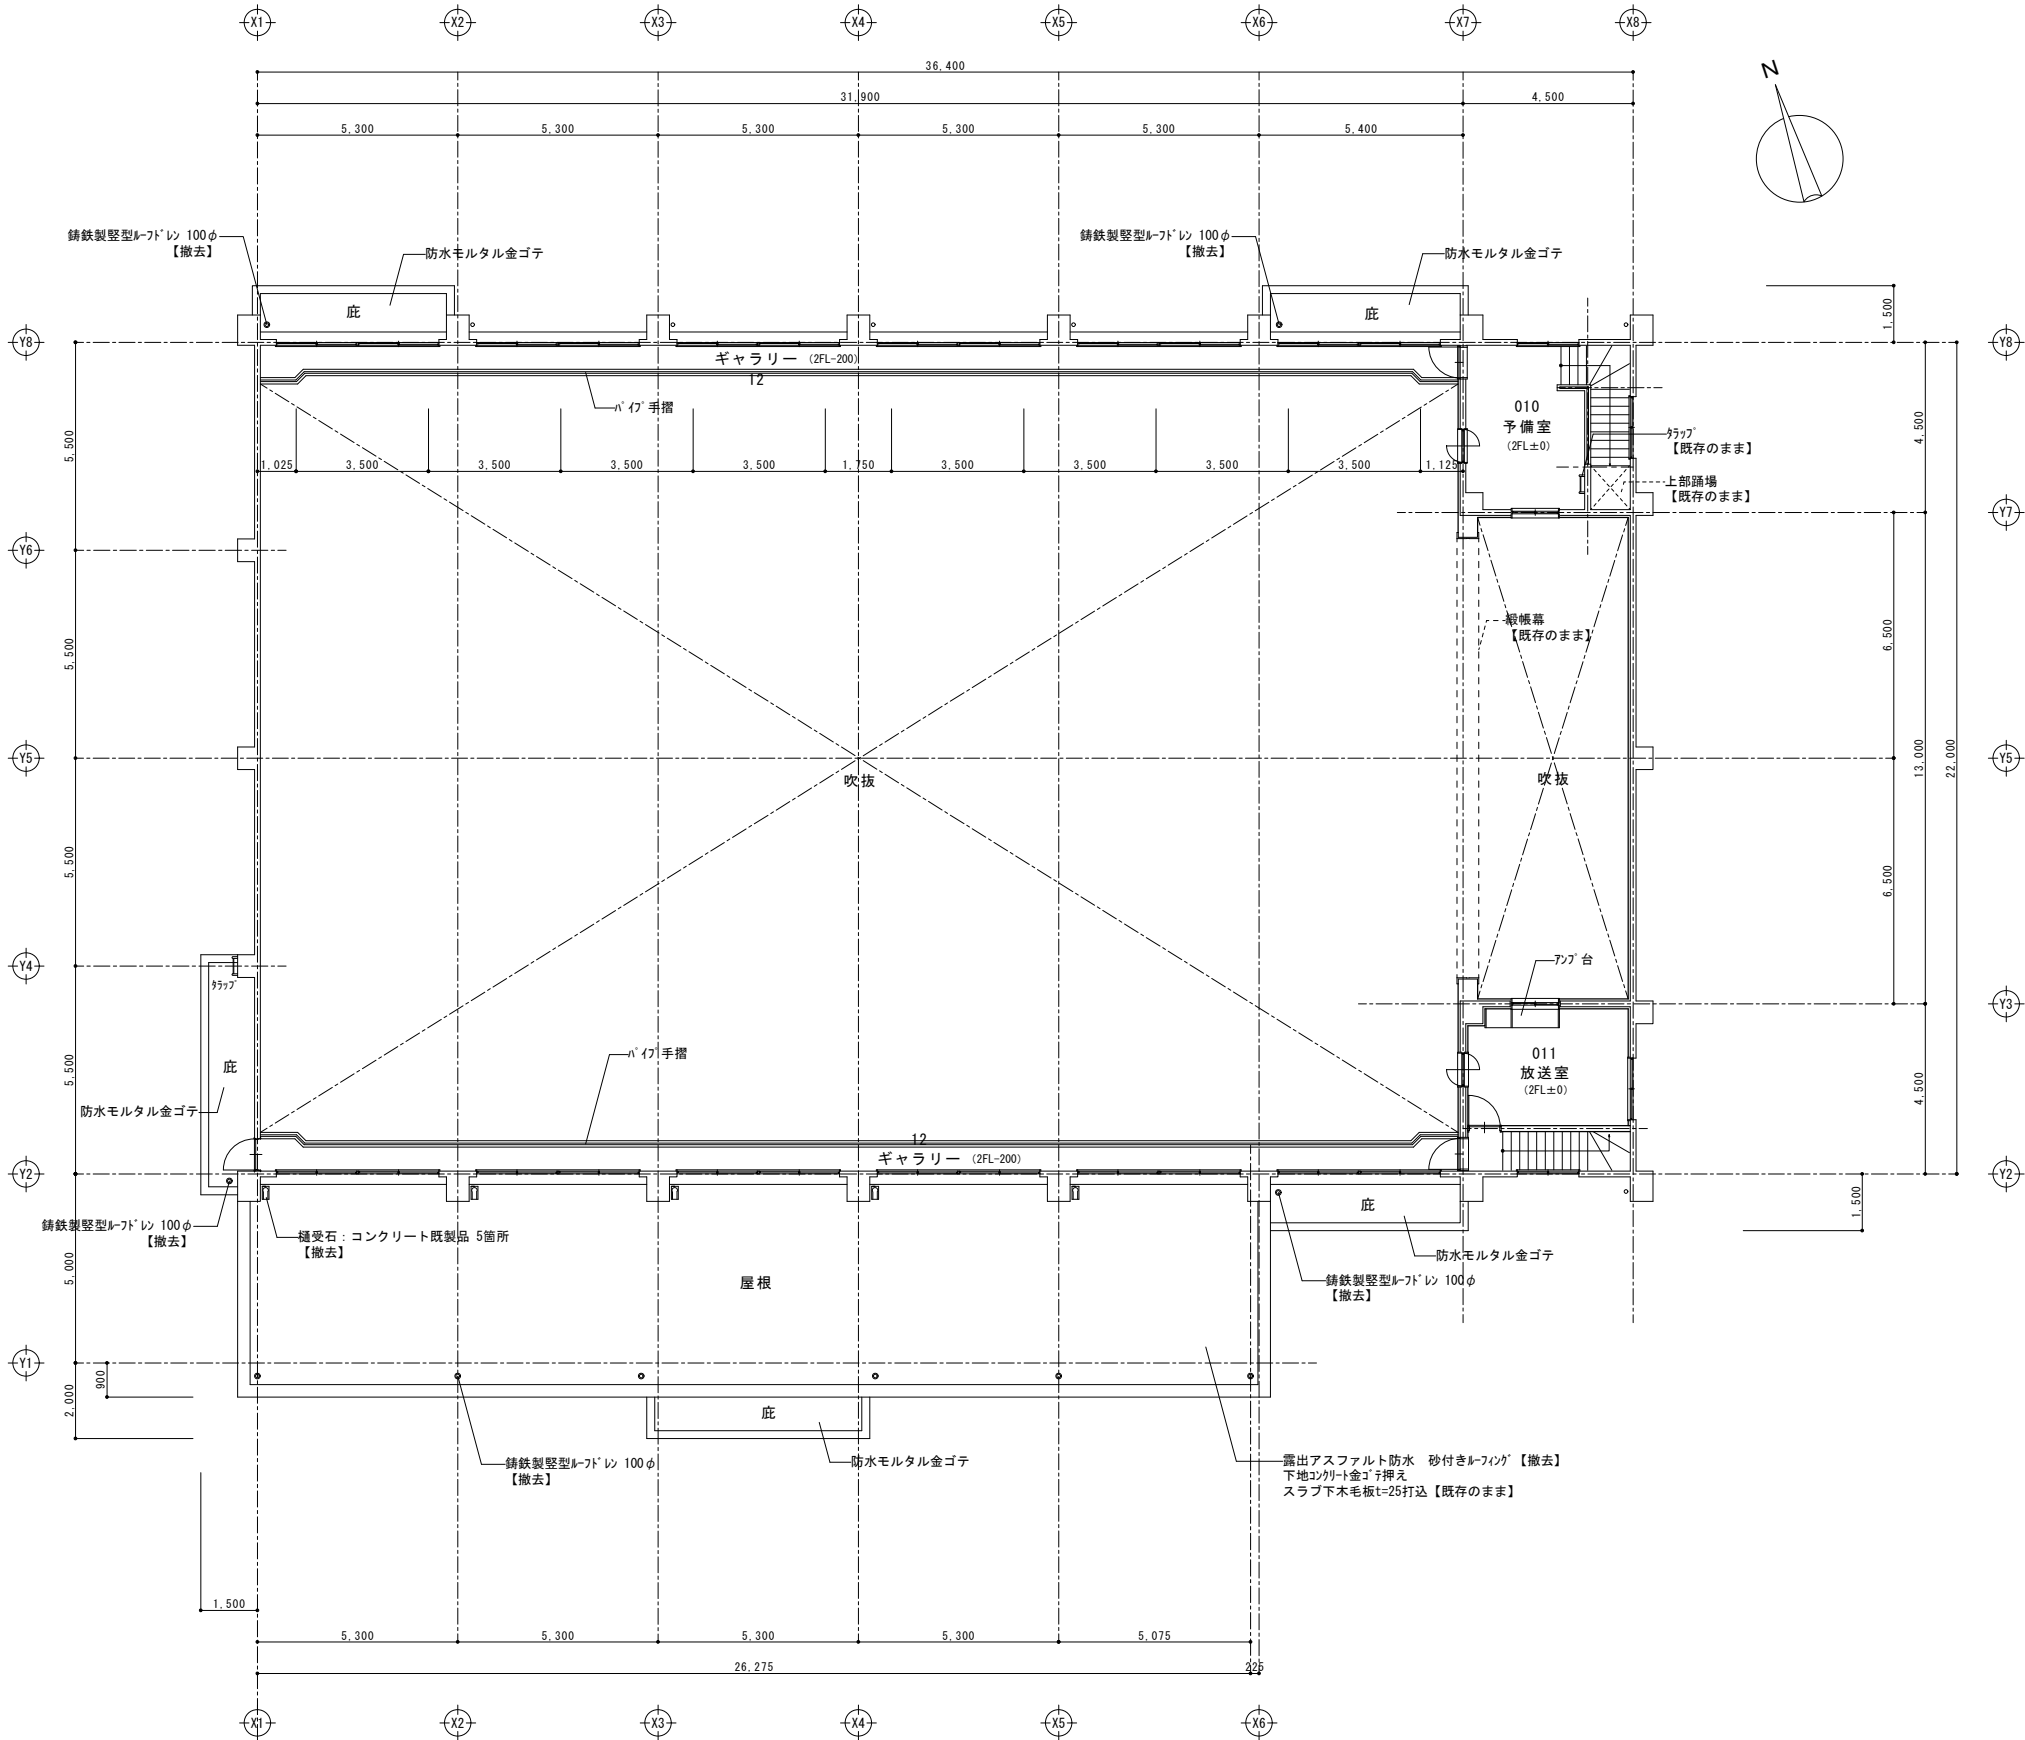 X1 X2 X3 X4 X5 X6 X7 X8
N
36,400
31,900 4,500
5,300 5,300 5,300 5,300 5,300 5,400
鋳鉄製竪型ﾙｰﾌﾄﾞﾚﾝ 100φ
【撤去】
防水モルタル金ゴテ
鋳鉄製竪型ﾙｰﾌﾄﾞﾚﾝ 100φ
【撤去】
防水モルタル金ゴテ
庇
庇
1,500
Y8
Y8
ギャラリー (2FL-200)
12
ﾊﾟｲﾌﾟ手摺
010
予備室
(2FL±0)
ﾀﾗｯﾌﾟ
【既存のまま】
上部踊場
【既存のまま】
5,500
4,500
1,025 3,500 3,500 3,500 3,500 1,750 3,500 3,500 3,500 3,500 1,125
Y7
Y6
緞帳幕
【既存のまま】
5,500
6,500
Y5
吹抜
吹抜
Y5
13,000
22,000
5,500
6,500
Y4
ﾀﾗｯﾌﾟ
ｱﾝﾌﾟ台
Y3
ﾊﾟｲﾌﾟ手摺
011
放送室
(2FL±0)
庇
5,500
4,500
防水モルタル金ゴテ
12
ギャラリー (2FL-200)
Y2
Y2
庇
1,500
鋳鉄製竪型ﾙｰﾌﾄﾞﾚﾝ 100φ
【撤去】
樋受石：コンクリート既製品 5箇所
【撤去】
防水モルタル金ゴテ
5,000
屋根
鋳鉄製竪型ﾙｰﾌﾄﾞﾚﾝ 100φ
【撤去】
Y1
900
2,000
庇
鋳鉄製竪型ﾙｰﾌﾄﾞﾚﾝ 100φ
【撤去】
防水モルタル金ゴテ
露出アスファルト防水　砂付きﾙｰﾌｨﾝｸﾞ【撤去】
下地ｺﾝｸﾘｰﾄ金ｺﾞﾃ押え
スラブ下木毛板t=25打込【既存のまま】
1,500
5,300 5,300 5,300 5,300 5,075
26,275 225
X1 X2 X3 X4 X5 X6